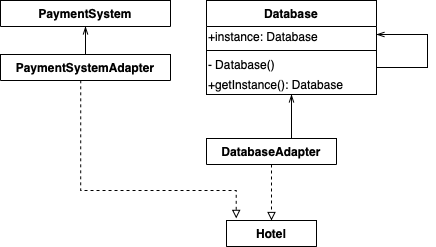 PaymentSystem
Database
+instance: Database
PaymentSystemAdapter
- Database()
+getInstance(): Database
DatabaseAdapter
Hotel